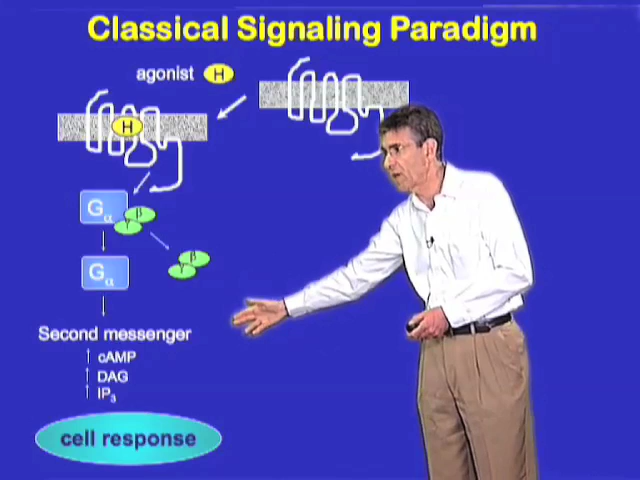 Classical Signaling Paradigm
agonist H
H
Gα
β
γ
β
γ
Gα
Second messenger
↑ cAMP
↑ DAG
↑ IP3
cell response